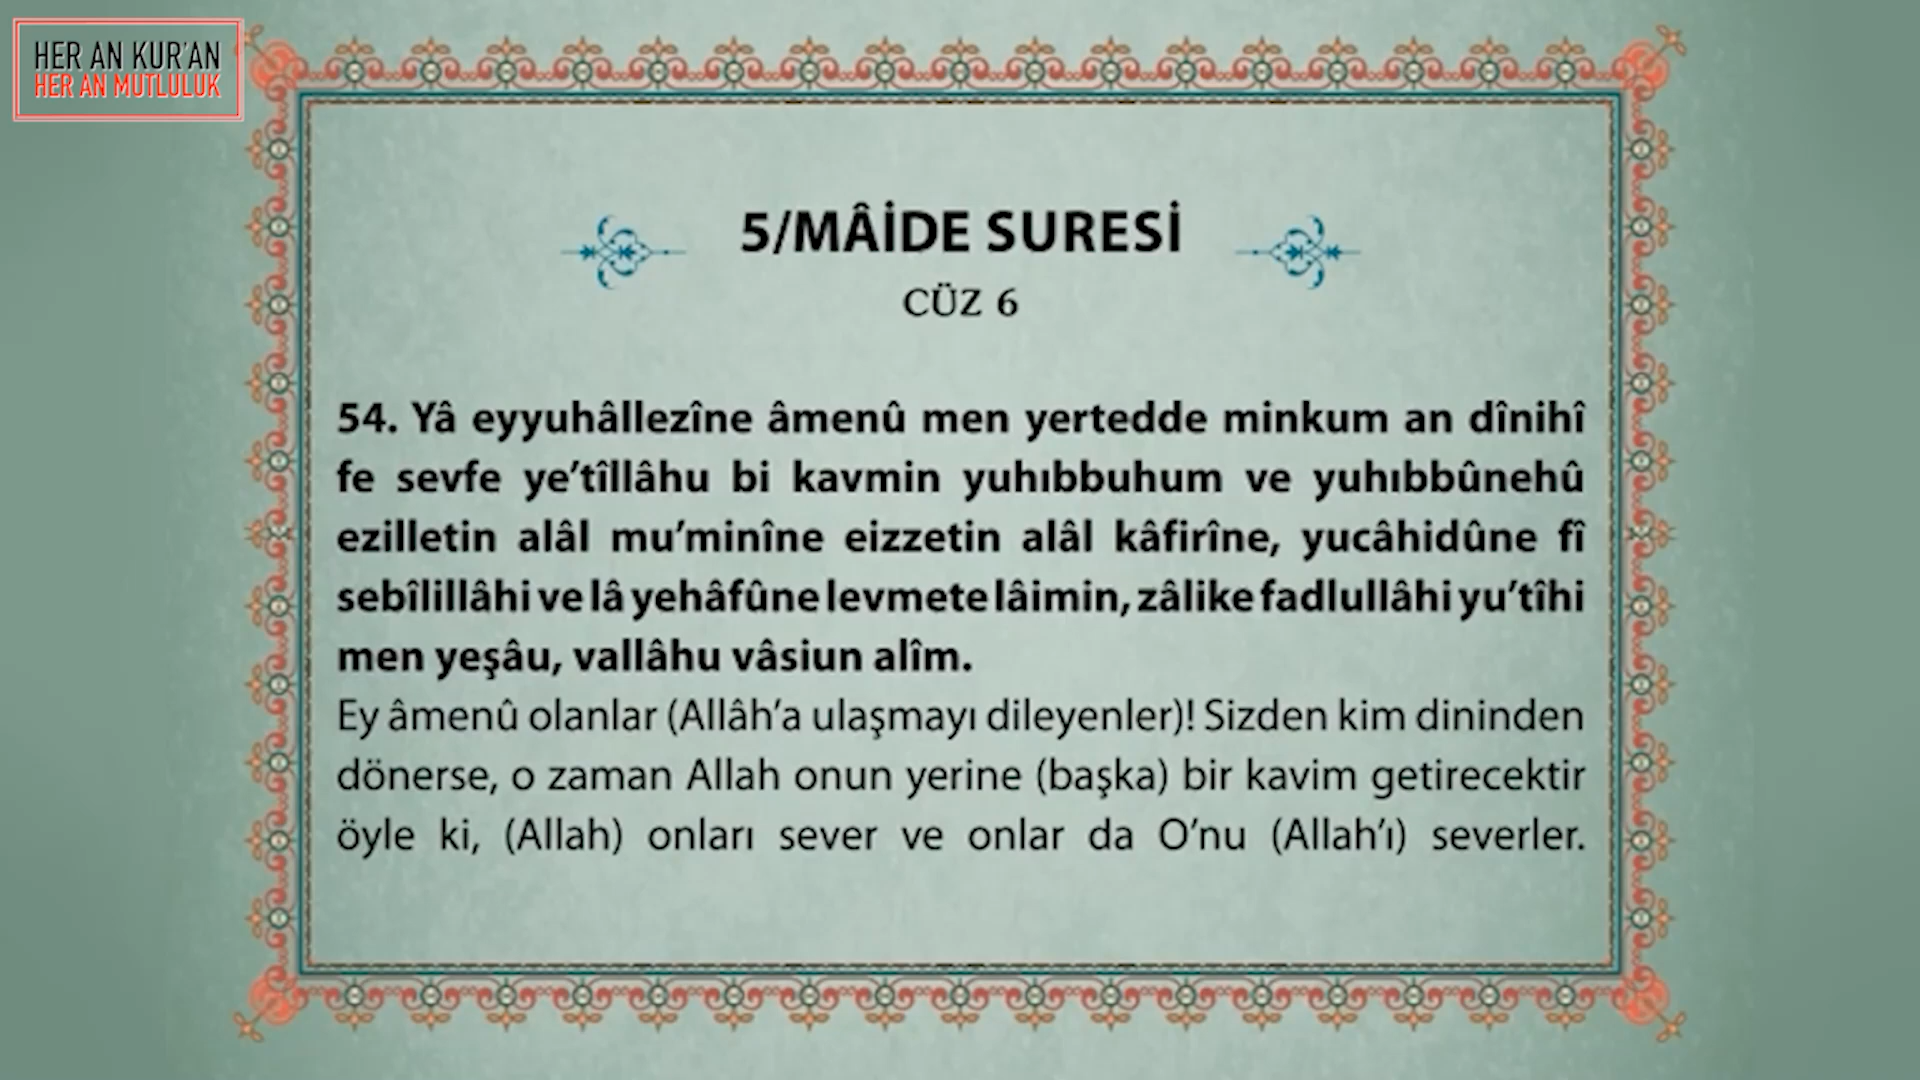 HER AN KUR'AN
HER AN MUTLULUK
5/MÂİDE SURESİ
CÜZ 6
54. Yâ eyyuhâllezîne âmenû men yertedde minkum an dînihî
fe sevfe ye’tîllâhu bi kavmin yuhıbbuhum ve yuhıbbûnehû
ezilletin alâl mu’minîne eizzetin alâl kâfirîne, yucâhidûne fî
sebîlillâhi ve lâ yehâfûne levmete lâimin, zâlike fadlullâhi yu’tîhi
men yeşâu, vallâhu vâsiun alîm.
Ey âmenû olanlar (Allâh’a ulaşmayı dileyenler)! Sizden kim dininden
dönerse, o zaman Allah onun yerine (başka) bir kavim getirecektir
öyle ki, (Allah) onları sever ve onlar da O’nu (Allah’ı) severler.